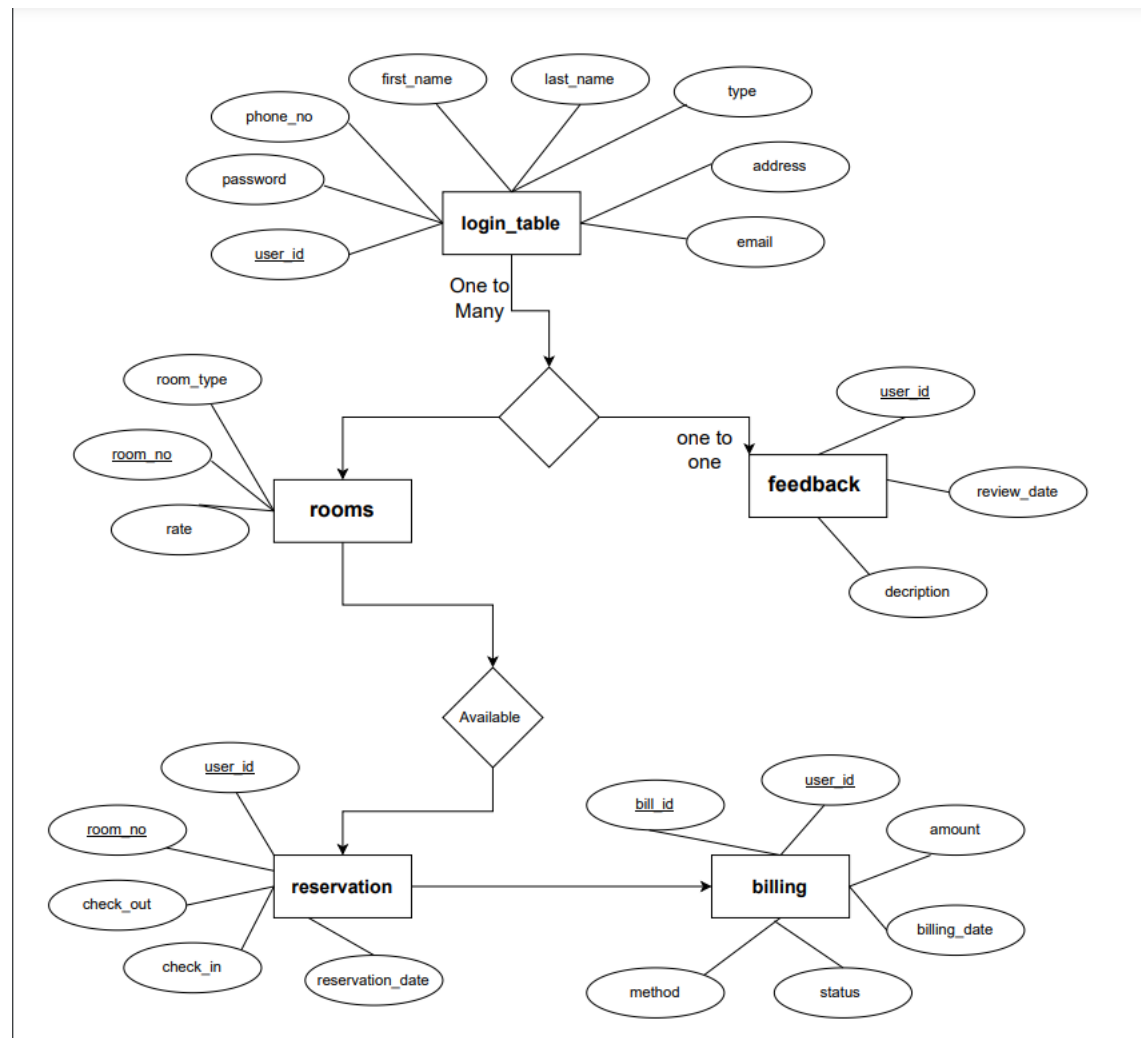 first_name
last_name
type
phone_no
address
password
login_table
email
user_id
One to
Many
room_type
user_id
room_no
one to
one
feedback
review_date
rooms
rate
decription
Available
user_id
user_id
bill_id
room_no
amount
reservation
billing
check_out
billing_date
check_in
reservation_date
method
status